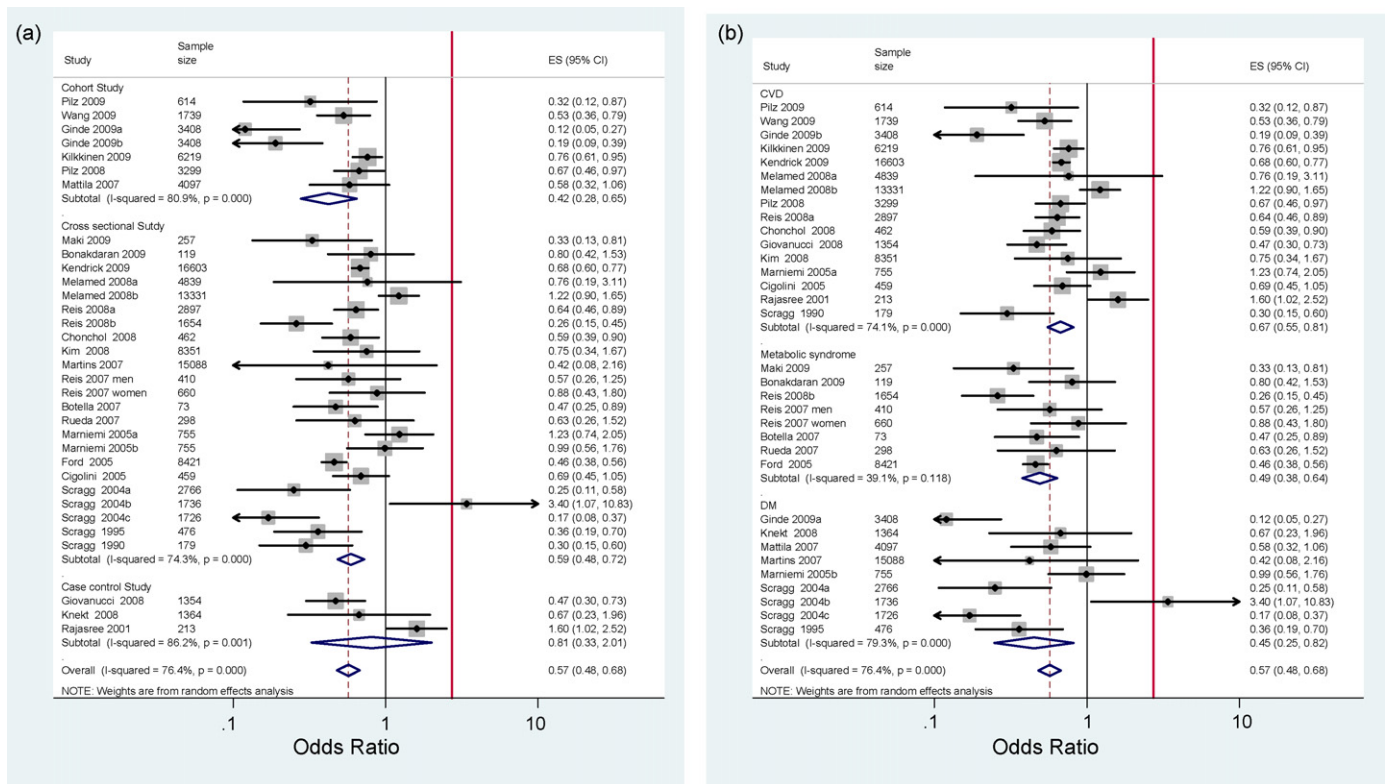 (a)
Sample
Study size ES (95% CI)
Cohort Study
Pilz 2009 614 0.32 (0.12, 0.87)
Wang 2009 1739 0.53 (0.36, 0.79)
Ginde 2009a 3408 0.12 (0.05, 0.27)
Ginde 2009b 3408 0.19 (0.09, 0.39)
Kilkkinen 2009 6219 0.76 (0.61, 0.95)
Pilz 2008 3299 0.67 (0.46, 0.97)
Mattila 2007 4097 0.58 (0.32, 1.06)
Subtotal (I-squared = 80.9%, p = 0.000) 0.42 (0.28, 0.65)
.
Cross sectional Sutdy
Maki 2009 257 0.33 (0.13, 0.81)
Bonakdaran 2009 119 0.80 (0.42, 1.53)
Kendrick 2009 16603 0.68 (0.60, 0.77)
Melamed 2008a 4839 0.76 (0.19, 3.11)
Melamed 2008b 13331 1.22 (0.90, 1.65)
Reis 2008a 2897 0.64 (0.46, 0.89)
Reis 2008b 1654 0.26 (0.15, 0.45)
Chonchol 2008 462 0.59 (0.39, 0.90)
Kim 2008 8351 0.75 (0.34, 1.67)
Martins 2007 15088 0.42 (0.08, 2.16)
Reis 2007 men 410 0.57 (0.26, 1.25)
Reis 2007 women 660 0.88 (0.43, 1.80)
Botella 2007 73 0.47 (0.25, 0.89)
Rueda 2007 298 0.63 (0.26, 1.52)
Marniemi 2005a 755 1.23 (0.74, 2.05)
Marniemi 2005b 755 0.99 (0.56, 1.76)
Ford 2005 8421 0.46 (0.38, 0.56)
Cigolini 2005 459 0.69 (0.45, 1.05)
Scragg 2004a 2766 0.25 (0.11, 0.58)
Scragg 2004b 1736 3.40 (1.07, 10.83)
Scragg 2004c 1726 0.17 (0.08, 0.37)
Scragg 1995 476 0.36 (0.19, 0.70)
Scragg 1990 179 0.30 (0.15, 0.60)
Subtotal (I-squared = 74.3%, p = 0.000) 0.59 (0.48, 0.72)
.
Case control Study
Giovanucci 2008 1354 0.47 (0.30, 0.73)
Knekt 2008 1364 0.67 (0.23, 1.96)
Rajasree 2001 213 1.60 (1.02, 2.52)
Subtotal (I-squared = 86.2%, p = 0.001) 0.81 (0.33, 2.01)
.
Overall (I-squared = 76.4%, p = 0.000) 0.57 (0.48, 0.68)
NOTE: Weights are from random effects analysis
.1 1 10
Odds Ratio
(b)
Sample
Study size ES (95% CI)
CVD
Pilz 2009 614 0.32 (0.12, 0.87)
Wang 2009 1739 0.53 (0.36, 0.79)
Ginde 2009b 3408 0.19 (0.09, 0.39)
Kilkkinen 2009 6219 0.76 (0.61, 0.95)
Kendrick 2009 16603 0.68 (0.60, 0.77)
Melamed 2008a 4839 0.76 (0.19, 3.11)
Melamed 2008b 13331 1.22 (0.90, 1.65)
Pilz 2008 3299 0.67 (0.46, 0.97)
Reis 2008a 2897 0.64 (0.46, 0.89)
Chonchol 2008 462 0.59 (0.39, 0.90)
Giovanucci 2008 1354 0.47 (0.30, 0.73)
Kim 2008 8351 0.75 (0.34, 1.67)
Marniemi 2005a 755 1.23 (0.74, 2.05)
Cigolini 2005 459 0.69 (0.45, 1.05)
Rajasree 2001 213 1.60 (1.02, 2.52)
Scragg 1990 179 0.30 (0.15, 0.60)
Subtotal (I-squared = 74.1%, p = 0.000) 0.67 (0.55, 0.81)
.
Metabolic syndrome
Maki 2009 257 0.33 (0.13, 0.81)
Bonakdaran 2009 119 0.80 (0.42, 1.53)
Reis 2008b 1654 0.26 (0.15, 0.45)
Reis 2007 men 410 0.57 (0.26, 1.25)
Reis 2007 women 660 0.88 (0.43, 1.80)
Botella 2007 73 0.47 (0.25, 0.89)
Rueda 2007 298 0.63 (0.26, 1.52)
Ford 2005 8421 0.46 (0.38, 0.56)
Subtotal (I-squared = 39.1%, p = 0.118) 0.49 (0.38, 0.64)
.
DM
Ginde 2009a 3408 0.12 (0.05, 0.27)
Knekt 2008 1364 0.67 (0.23, 1.96)
Mattila 2007 4097 0.58 (0.32, 1.06)
Martins 2007 15088 0.42 (0.08, 2.16)
Marniemi 2005b 755 0.99 (0.56, 1.76)
Scragg 2004a 2766 0.25 (0.11, 0.58)
Scragg 2004b 1736 3.40 (1.07, 10.83)
Scragg 2004c 1726 0.17 (0.08, 0.37)
Scragg 1995 476 0.36 (0.19, 0.70)
Subtotal (I-squared = 79.3%, p = 0.000) 0.45 (0.25, 0.82)
.
Overall (I-squared = 76.4%, p = 0.000) 0.57 (0.48, 0.68)
NOTE: Weights are from random effects analysis
.1 1 10
Odds Ratio